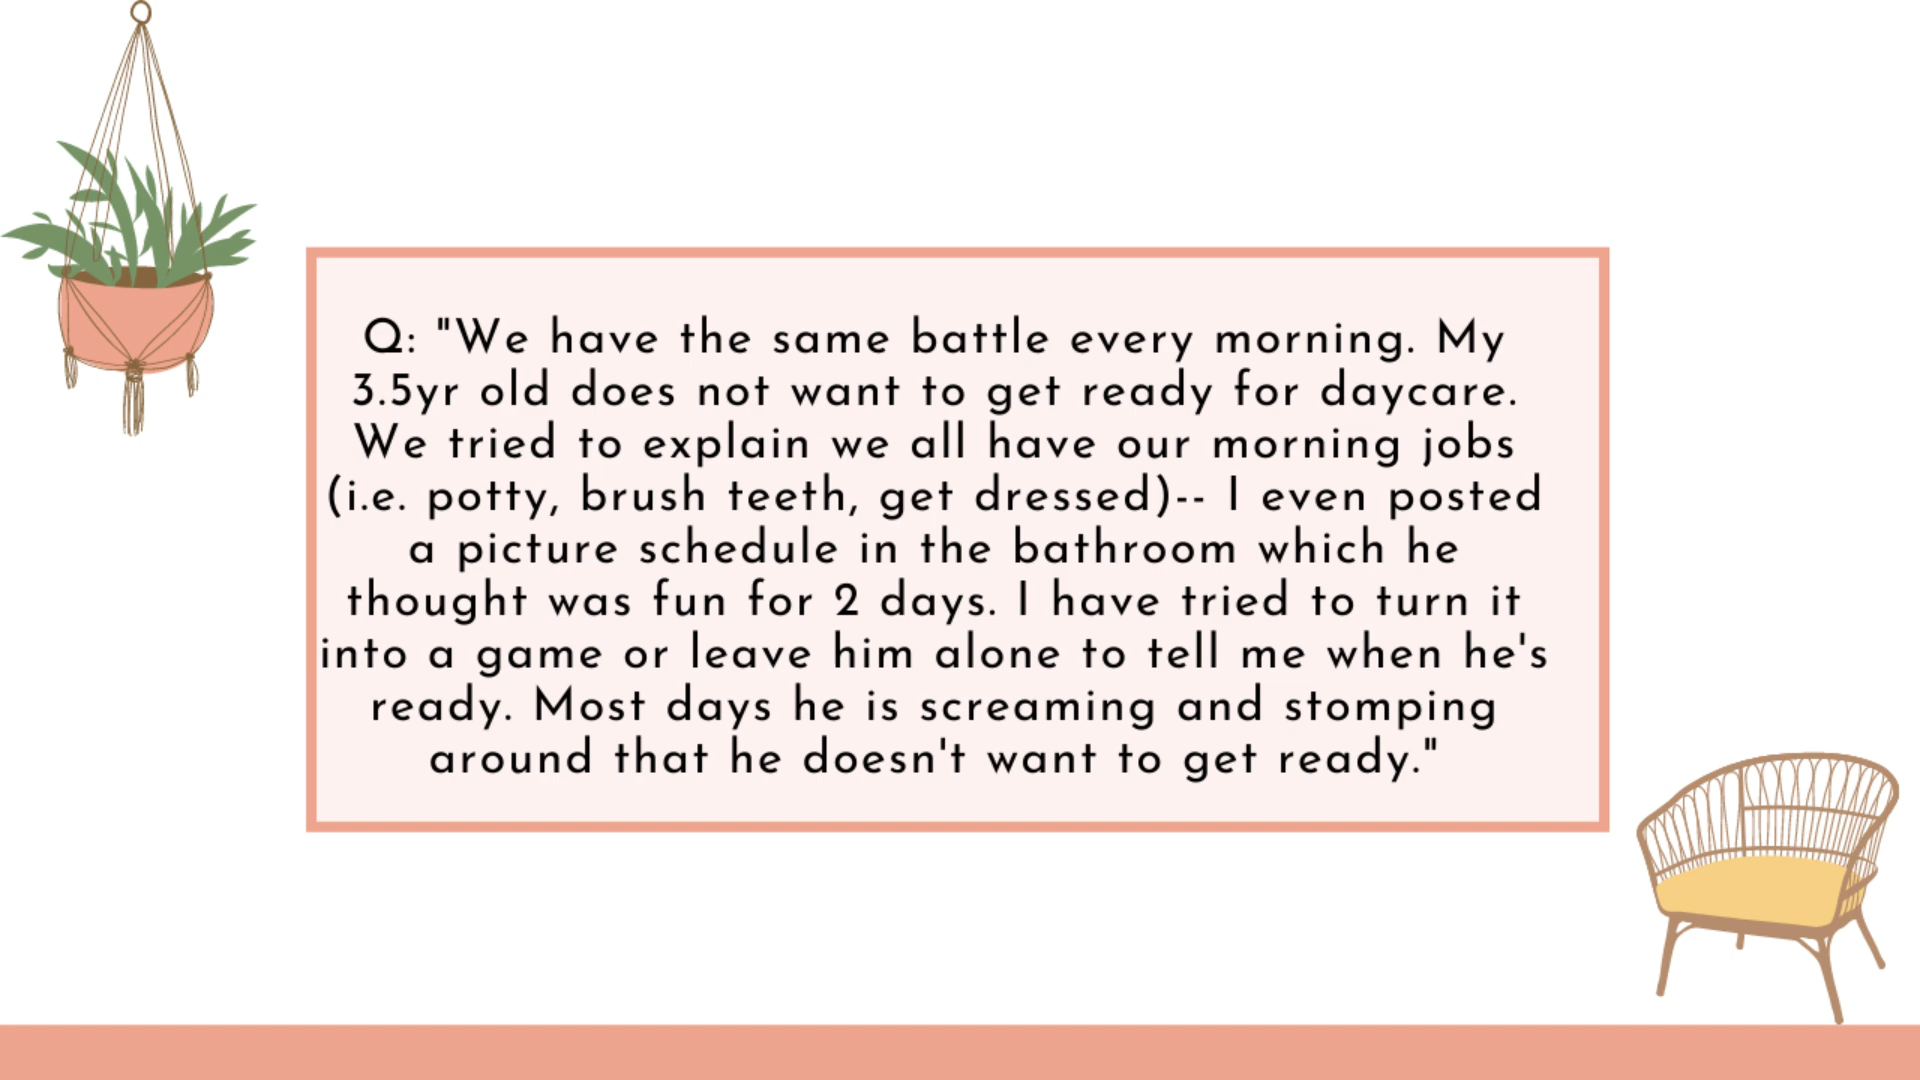 Q: "We have the same battle every morning. My
3.5yr old does not want to get ready for daycare.
We tried to explain we all have our morning jobs
(i.e. potty, brush teeth, get dressed)-- I even posted
a picture schedule in the bathroom which he
thought was fun for 2 days. I have tried to turn it
into a game or leave him alone to tell me when he's
ready. Most days he is screaming and stomping
around that he doesn't want to get ready."